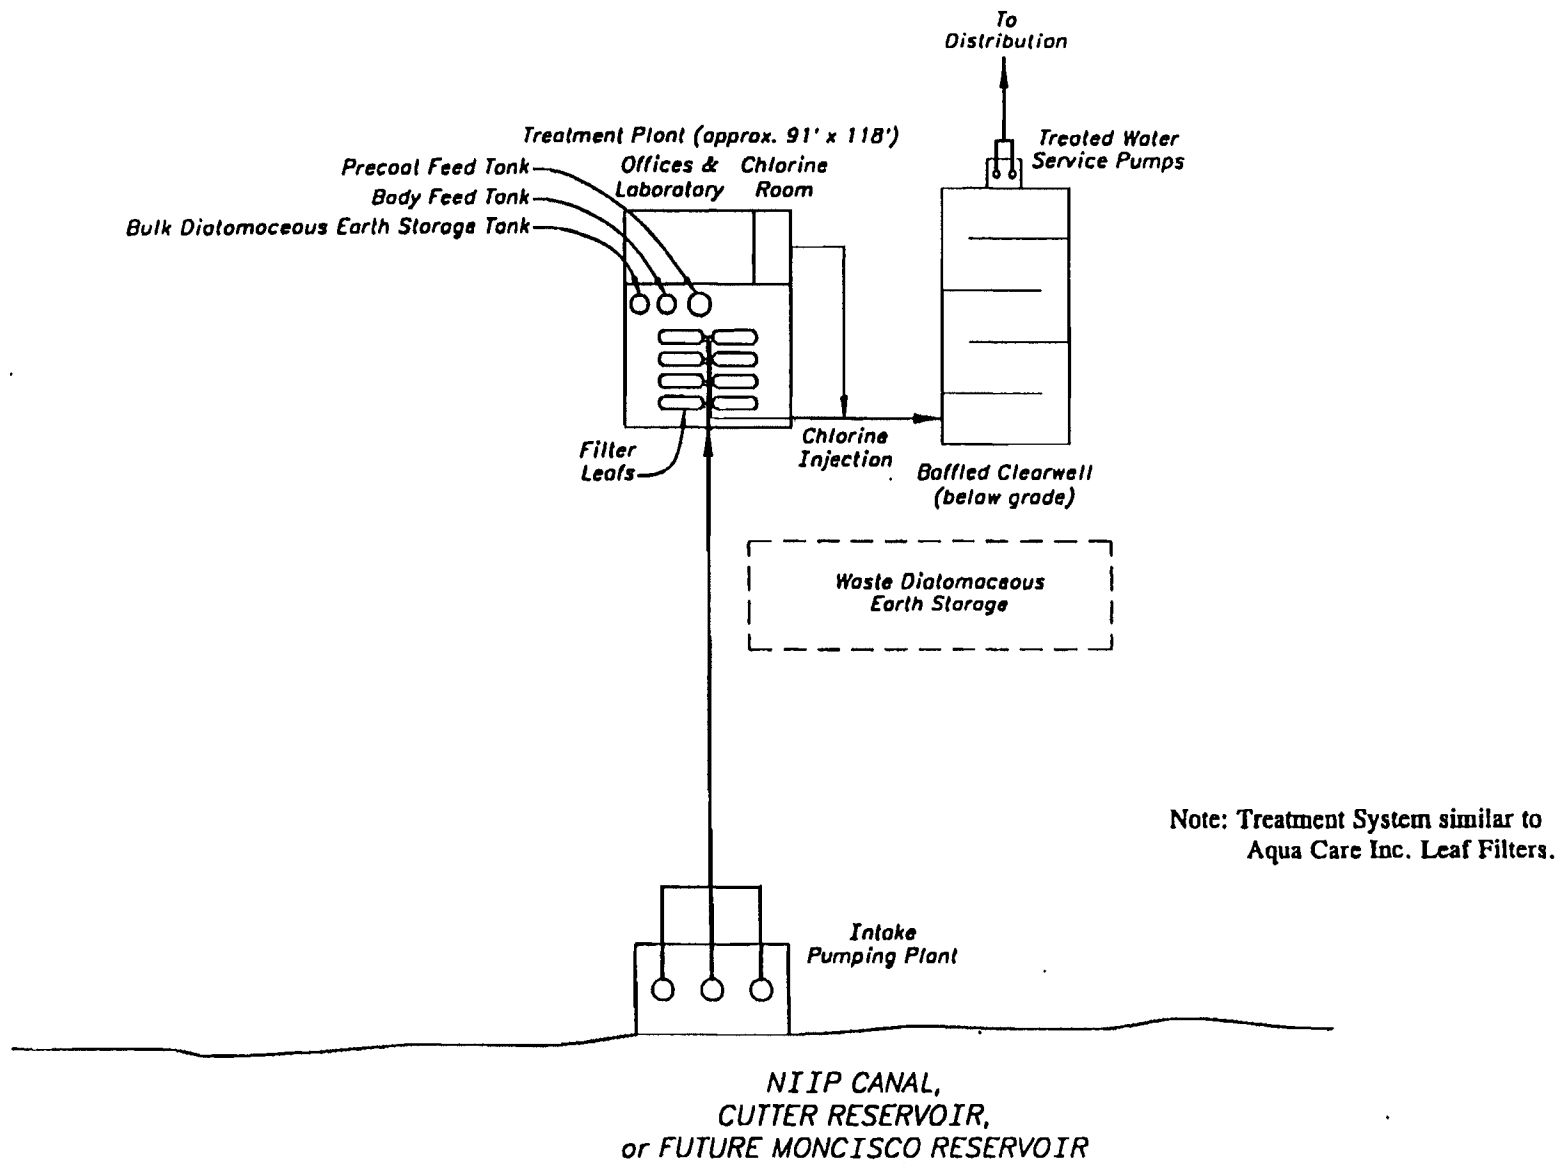 To
Distribution
Treatment Plant (approx. 91' x 118')
Treated Water
Service Pumps
Precoat Feed Tank
Offices &
Laboratory
Chlorine
Room
Body Feed Tank
Bulk Diatomaceous Earth Storage Tank
Filter
Leafs
Chlorine
Injection
Baffled Clearwell
(below grade)
Waste Diatomaceous
Earth Storage
Note: Treatment System similar to
Aqua Care Inc. Leaf Filters.
Intake
Pumping Plant
NIIP CANAL,
CUTTER RESERVOIR,
or FUTURE MONCISCO RESERVOIR